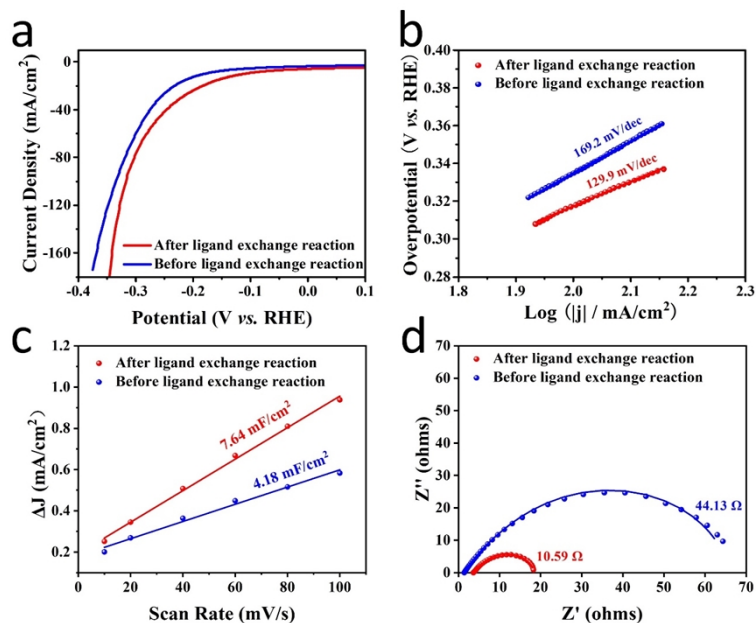 a
0
-40
-80
-120
-160
Current Density (mA/cm²)
After ligand exchange reaction
Before ligand exchange reaction
-0.4
-0.3
-0.2
-0.1
0.0
0.1
Potential (V vs. RHE)
b
0.40
0.36
0.32
0.28
0.24
Overpotential (V vs. RHE)
After ligand exchange reaction
Before ligand exchange reaction
169.2 mV/dec
129.9 mV/dec
1.8
1.9
2.0
2.1
2.2
2.3
Log (|j| / mA/cm²)
c
1.2
1.0
0.8
0.6
0.4
0.2
ΔJ (mA/cm²)
After ligand exchange reaction
Before ligand exchange reaction
7.64 mF/cm²
4.18 mF/cm²
0
20
40
60
80
100
Scan Rate (mV/s)
d
70
60
50
40
30
20
10
0
Z'' (ohms)
After ligand exchange reaction
Before ligand exchange reaction
44.13 Ω
10.59 Ω
0
10
20
30
40
50
60
70
Z' (ohms)